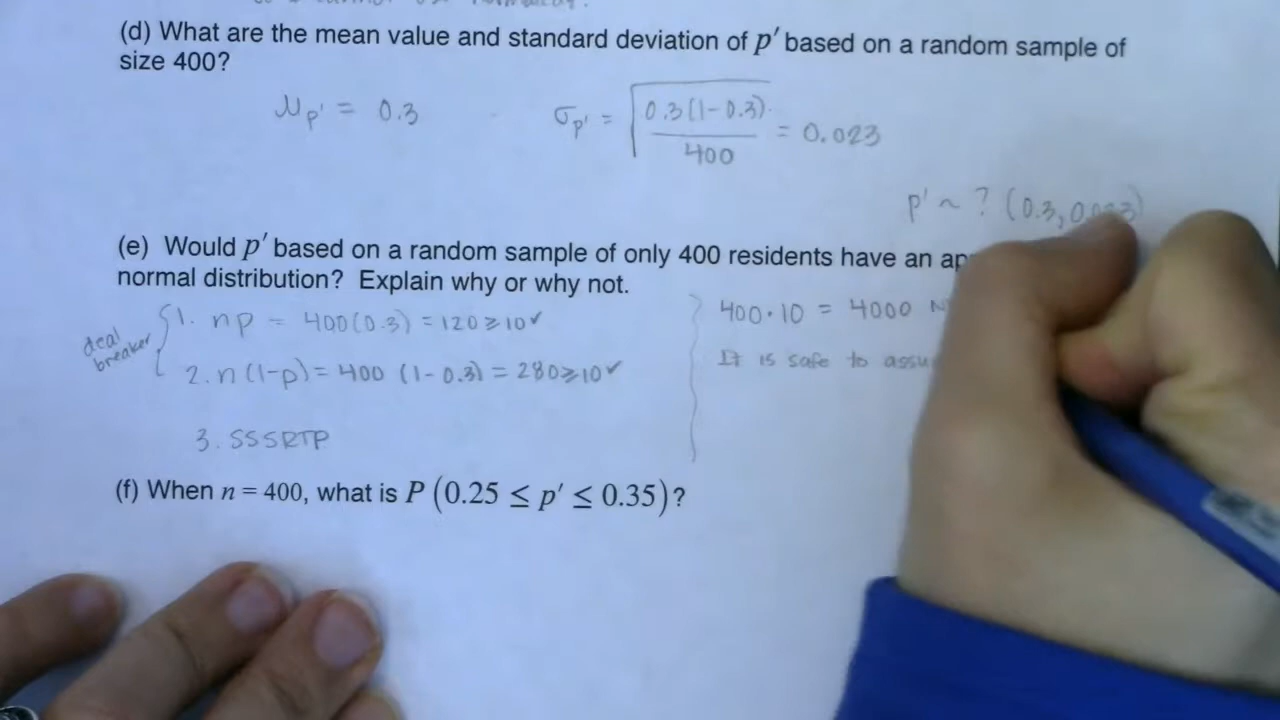 (d) What are the mean value and standard deviation of p′ based on a random sample of
size 400?
μp' = 0.3
σp' = √(0.3(1-0.3)/400) = 0.023
p' ~ ? (0.3,
(e) Would p′ based on a random sample of only 400 residents have an
normal distribution? Explain why or why not.
deal
breaker
1. np = 400(0.3) = 120 ≥ 10 ✓
2. n(1-p) = 400 (1-0.3) = 280 ≥ 10 ✓
3. SSSRTP
400 · 10 = 4000
It is safe to
(f) When n = 400, what is P (0.25 ≤ p′ ≤ 0.35)?